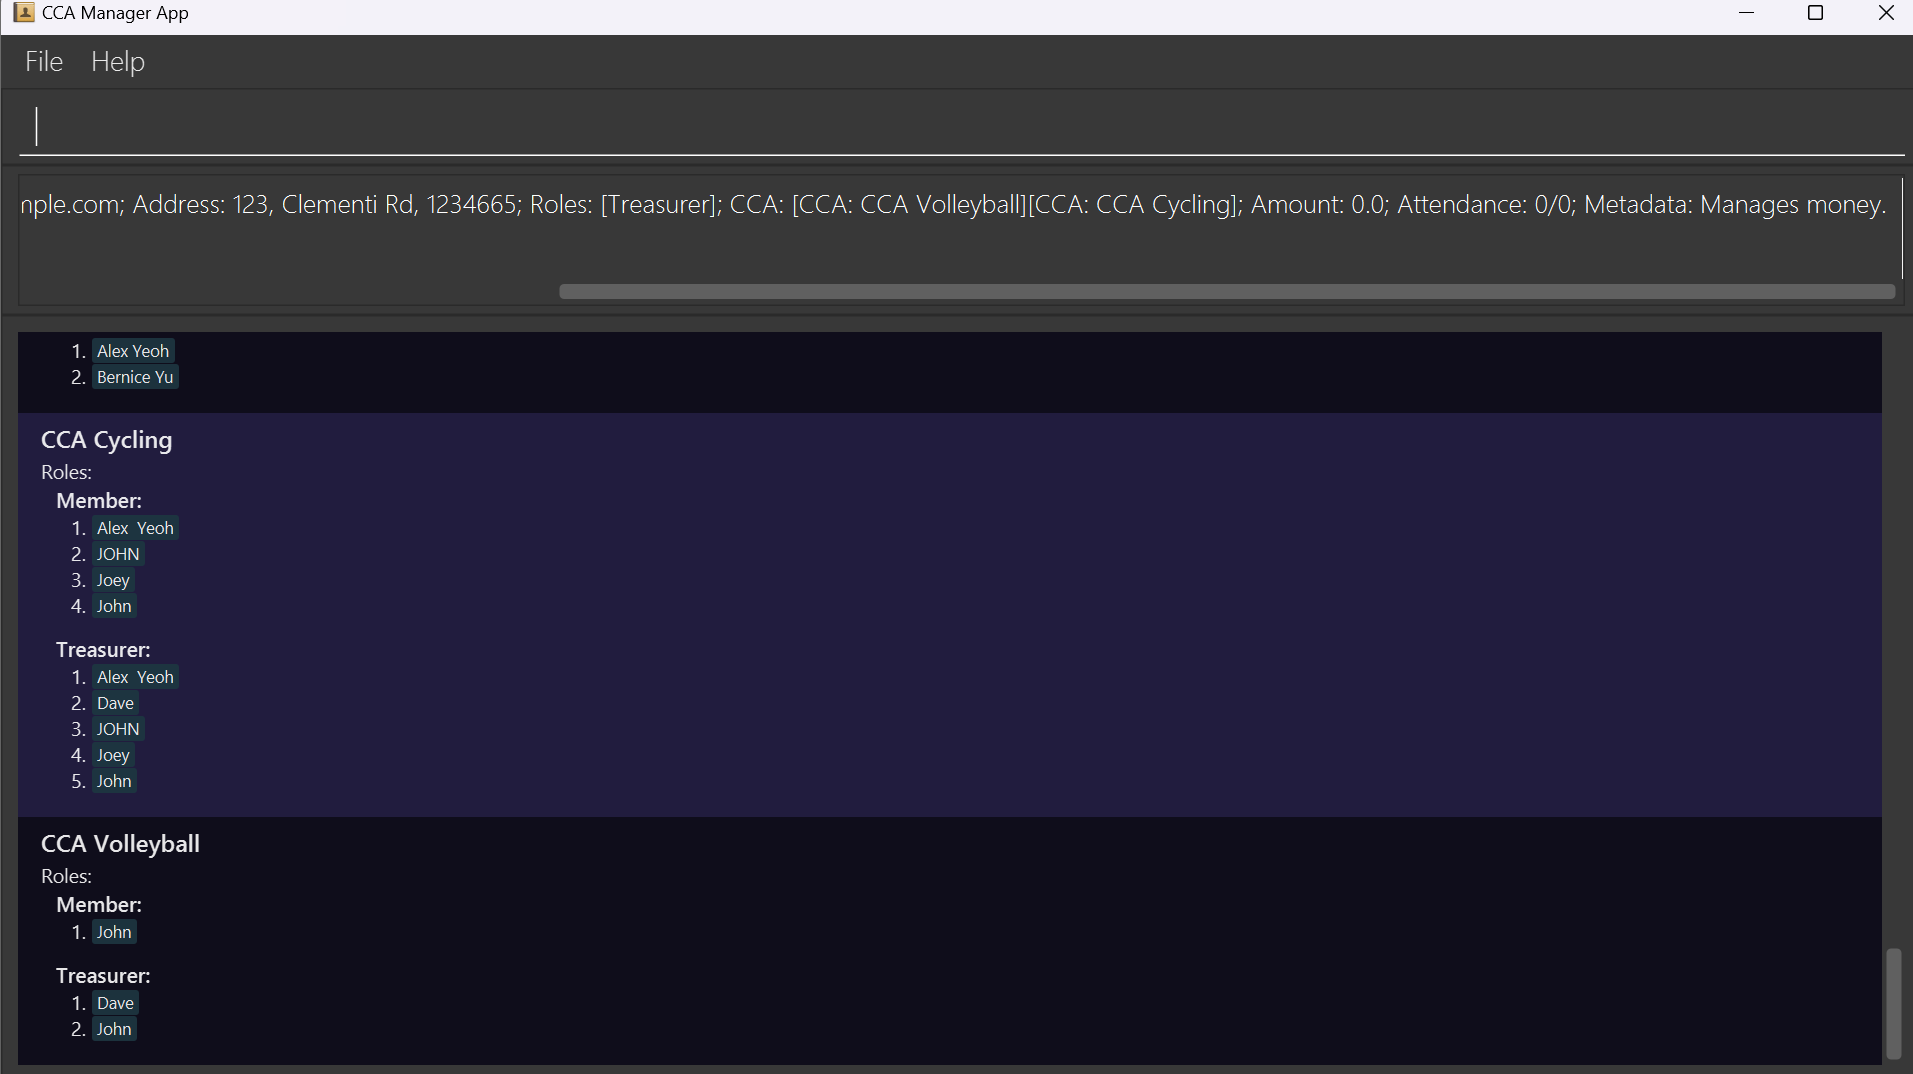 CCA Manager App
File Help
mple.com; Address: 123, Clementi Rd, 1234665; Roles: [Treasurer]; CCA: [CCA: CCA Volleyball][CCA: CCA Cycling]; Amount: 0.0; Attendance: 0/0; Metadata: Manages money.
1. Alex Yeoh
2. Bernice Yu
CCA Cycling
Roles:
Member:
1. Alex  Yeoh
2. JOHN
3. Joey
4. John
Treasurer:
1. Alex  Yeoh
2. Dave
3. JOHN
4. Joey
5. John
CCA Volleyball
Roles:
Member:
1. John
Treasurer:
1. Dave
2. John